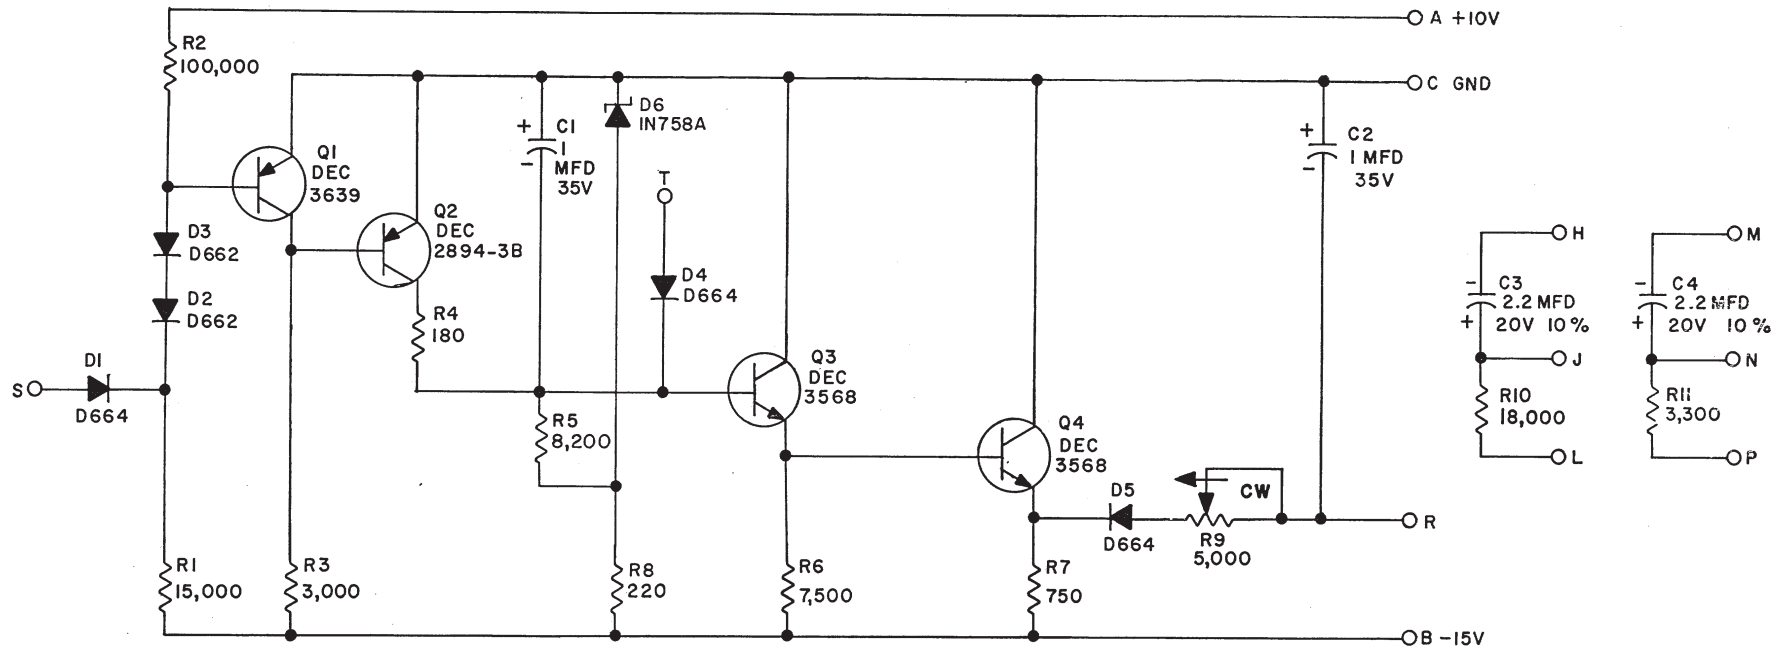 A +10V
R2
100,000
C GND
D6
1N758A
+
C1
1
MFD
35V
-
+
C2
1 MFD
35V
-
Q1
DEC
3639
T
Q2
DEC
2894-3B
D3
D662
H
M
D4
D664
-
C3
2.2 MFD
+
20V 10%
-
C4
2.2 MFD
+
20V 10%
D2
D662
R4
180
D1
S
D664
Q3
DEC
3568
J
N
R10
18,000
R11
3,300
R5
8,200
Q4
DEC
3568
L
P
D5
D664
CW
R9
5,000
R
R1
15,000
R3
3,000
R8
220
R6
7,500
R7
750
B -15V